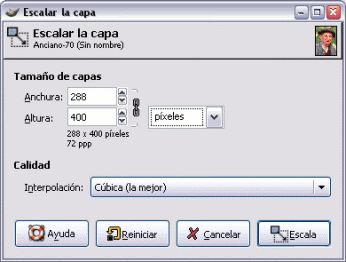 Escalar la capa
Escalar la capa
Anciano-70 (Sin nombre)
Tamaño de capas
Anchura: 288
Altura: 400 píxeles
288 x 400 píxeles
72 ppp
Calidad
Interpolación: Cúbica (la mejor)
Ayuda Reiniciar Cancelar Escala